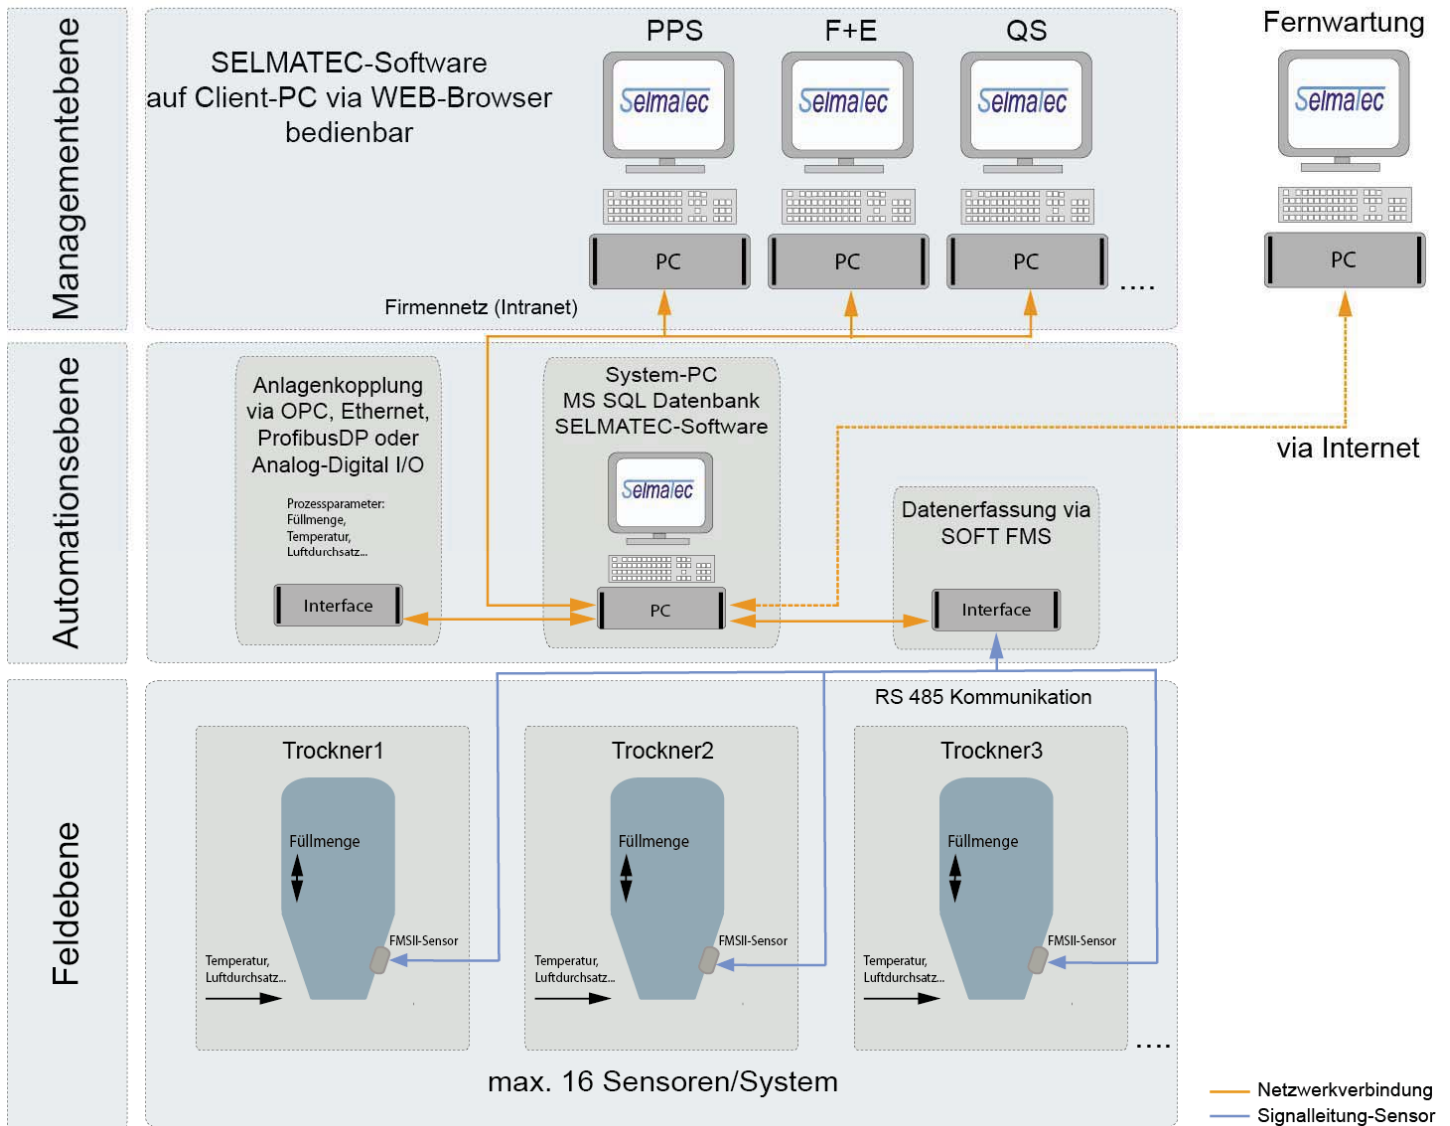 Managementebene
SELMATEC-Software
auf Client-PC via WEB-Browser
bedienbar
PPS
F+E
QS
Fernwartung
SelmaTec
SelmaTec
SelmaTec
SelmaTec
PC
PC
PC
PC
....
Firmennetz (Intranet)
Automationsebene
Anlagenkopplung
via OPC, Ethernet,
ProfibusDP oder
Analog-Digital I/O
Prozessparameter:
Füllmenge,
Temperatur,
Luftdurchsatz...
Interface
System-PC
MS SQL Datenbank
SELMATEC-Software
SelmaTec
PC
Datenerfassung via
SOFT FMS
Interface
via Internet
Feldebene
RS 485 Kommunikation
Trockner1
Füllmenge
FMSII-Sensor
Temperatur,
Luftdurchsatz...
Trockner2
Füllmenge
FMSII-Sensor
Temperatur,
Luftdurchsatz...
Trockner3
Füllmenge
FMSII-Sensor
Temperatur,
Luftdurchsatz...
....
max. 16 Sensoren/System
Netzwerkverbindung
Signalleitung-Sensor